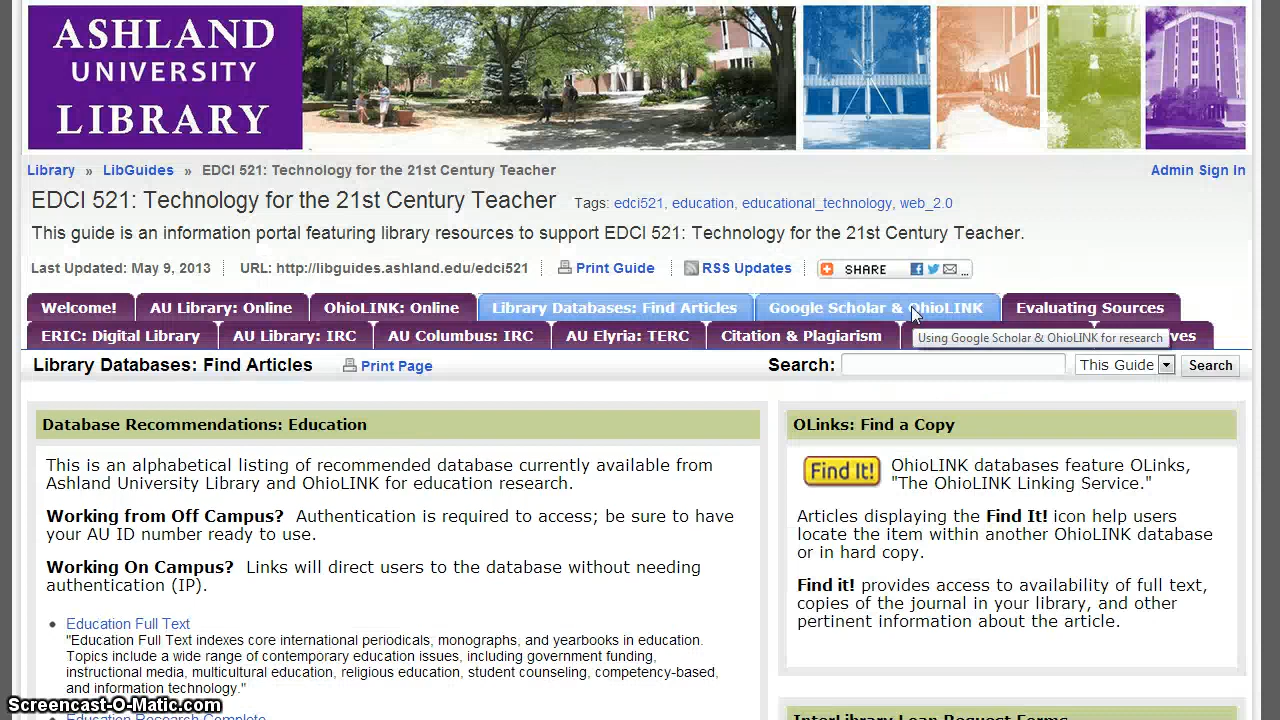 ASHLAND
UNIVERSITY
LIBRARY
Library » LibGuides » EDCI 521: Technology for the 21st Century Teacher Admin Sign In
EDCI 521: Technology for the 21st Century Teacher Tags: edci521, education, educational_technology, web_2.0
This guide is an information portal featuring library resources to support EDCI 521: Technology for the 21st Century Teacher.
Last Updated: May 9, 2013 URL: http://libguides.ashland.edu/edci521 Print Guide RSS Updates SHARE ...
Welcome! AU Library: Online OhioLINK: Online Library Databases: Find Articles Google Scholar & OhioLINK Evaluating Sources
ERIC: Digital Library AU Library: IRC AU Columbus: IRC AU Elyria: TERC Citation & Plagiarism
Using Google Scholar & OhioLINK for research
Library Databases: Find Articles Print Page Search: This Guide Search
Database Recommendations: Education
This is an alphabetical listing of recommended database currently available from
Ashland University Library and OhioLINK for education research.
Working from Off Campus? Authentication is required to access; be sure to have
your AU ID number ready to use.
Working On Campus? Links will direct users to the database without needing
authentication (IP).
• Education Full Text
"Education Full Text indexes core international periodicals, monographs, and yearbooks in education.
Topics include a wide range of contemporary education issues, including government funding,
instructional media, multicultural education, religious education, student counseling, competency-based,
and information technology."
Education Research Complete
OLinks: Find a Copy
Find It! OhioLINK databases feature OLinks,
"The OhioLINK Linking Service."
Articles displaying the Find It! icon help users
locate the item within another OhioLINK database
or in hard copy.
Find it! provides access to availability of full text,
copies of the journal in your library, and other
pertinent information about the article.
InterLibrary Loan Request Forms
Screencast-O-Matic.com